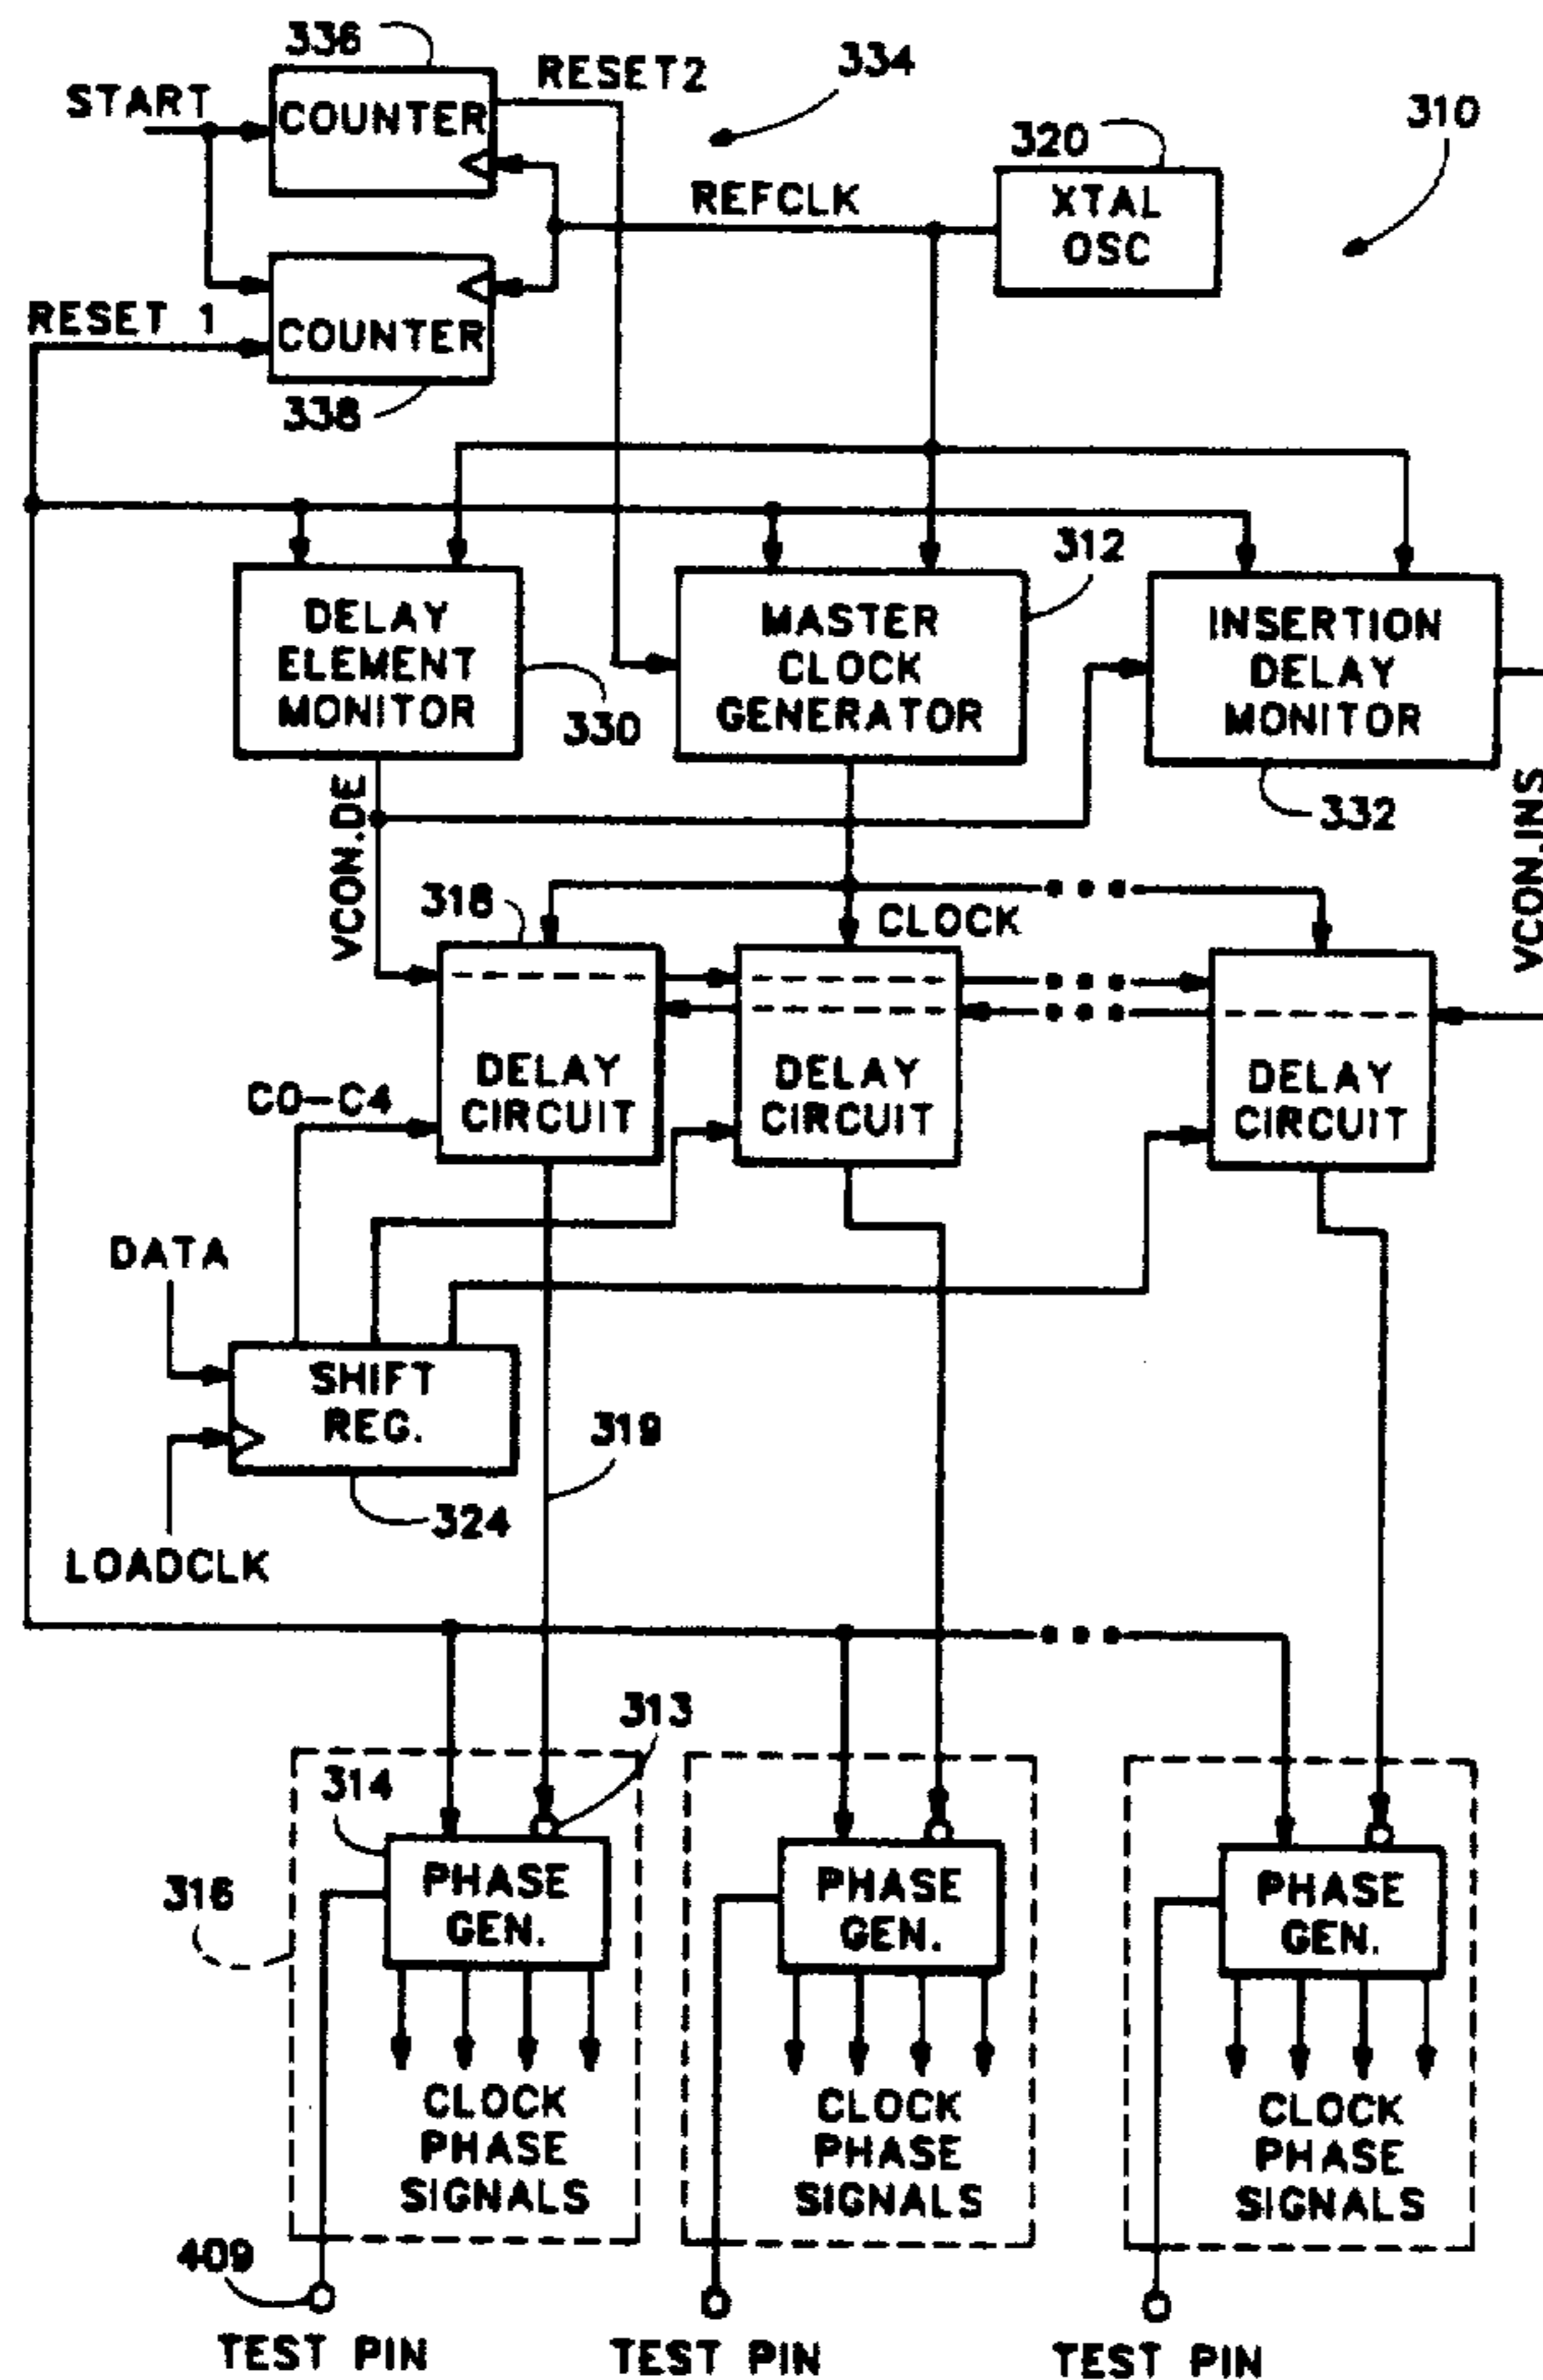 336
RESET2
334
START
COUNTER
310
320
XTAL
OSC
REFCLK
RESET 1
COUNTER
338
312
DELAY
ELEMENT
MONITOR
330
MASTER
CLOCK
GENERATOR
INSERTION
DELAY
MONITOR
332
VCON.DE
VCON.INS
318
CLOCK
DELAY
CIRCUIT
DELAY
CIRCUIT
DELAY
CIRCUIT
C0-C4
DATA
SHIFT
REG.
319
324
LOADCLK
313
314
316
PHASE
GEN.
PHASE
GEN.
PHASE
GEN.
CLOCK
PHASE
SIGNALS
CLOCK
PHASE
SIGNALS
CLOCK
PHASE
SIGNALS
409
TEST PIN
TEST PIN
TEST PIN